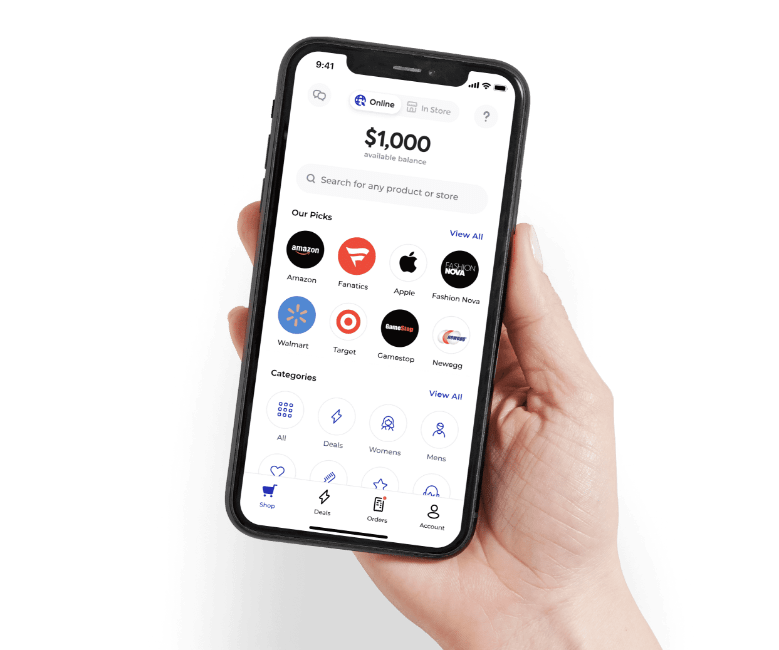 9:41
Online
In Store
?
$1,000
available balance
Search for any product or store
Our Picks
View All
amazon
FASHION
NOVA
Amazon
Fanatics
Apple
Fashion Nova
GameStop
newegg
Walmart
Target
Gamestop
Newegg
Categories
View All
All
Deals
Womens
Mens
Shop
Deals
Orders
Account